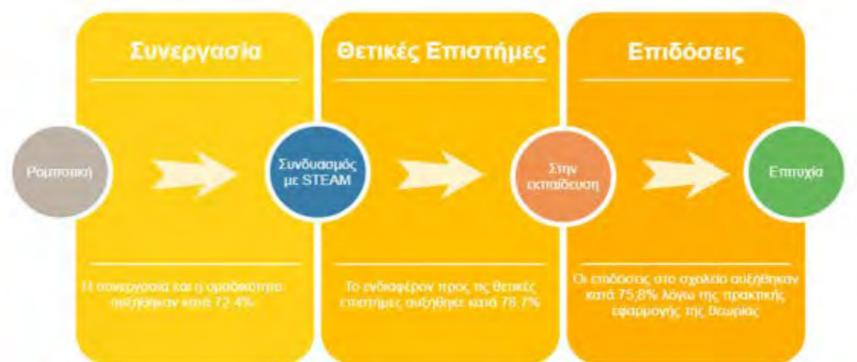 Συνεργασία
Θετικές Επιστήμες
Επιδόσεις
Ρομποτική
Συνδυασμός
με STEAM
Στην
εκπαίδευση
Επιτυχία
Η συνεργασία και η ομαδικότητα
αυξήθηκαν κατά 72.4%
Το ενδιαφέρον προς τις θετικές
επιστήμες αυξήθηκε κατά 78.7%
Οι επιδόσεις στο σχολείο αυξήθηκαν
κατά 75,8% λόγω της πρακτικής
εφαρμογής της θεωρίας